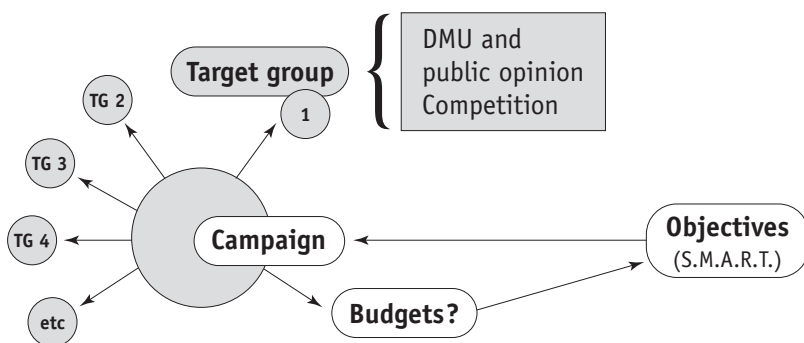 DMU and
public opinion
Competition
Target group
1
TG 2
TG 3
TG 4
etc
Campaign
Objectives
(S.M.A.R.T.)
Budgets?